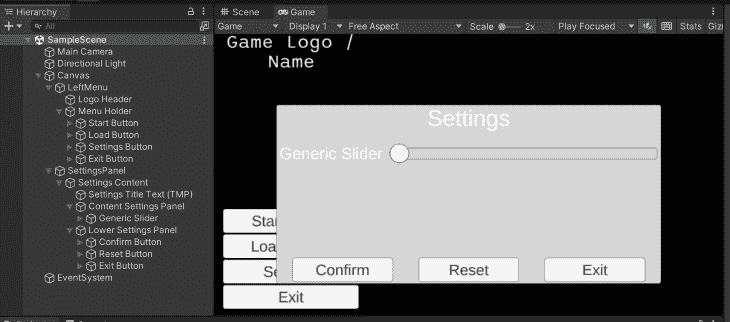 Hierarchy
All
SampleScene
Main Camera
Directional Light
Canvas
LeftMenu
Logo Header
Menu Holder
Start Button
Load Button
Settings Button
Exit Button
SettingsPanel
Settings Content
Settings Title Text (TMP)
Content Settings Panel
Generic Slider
Lower Settings Panel
Confirm Button
Reset Button
Exit Button
EventSystem
Scene Game
Game Display 1 Free Aspect Scale 2x Play Focused Stats Giz
Game Logo /
Name
Settings
Generic Slider
Sta
Loa
Se
Confirm Reset Exit
Exit